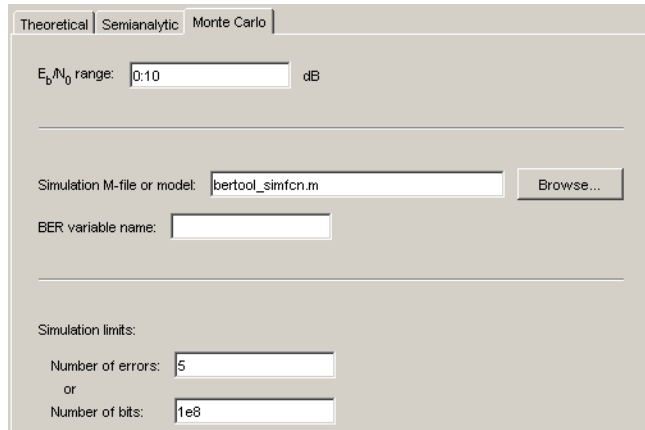 Theoretical Semianalytic Monte Carlo
Eb/N0 range: 0:10 dB
Simulation M-file or model: bertool_simfcn.m Browse...
BER variable name:
Simulation limits:
Number of errors: 5
or
Number of bits: 1e8